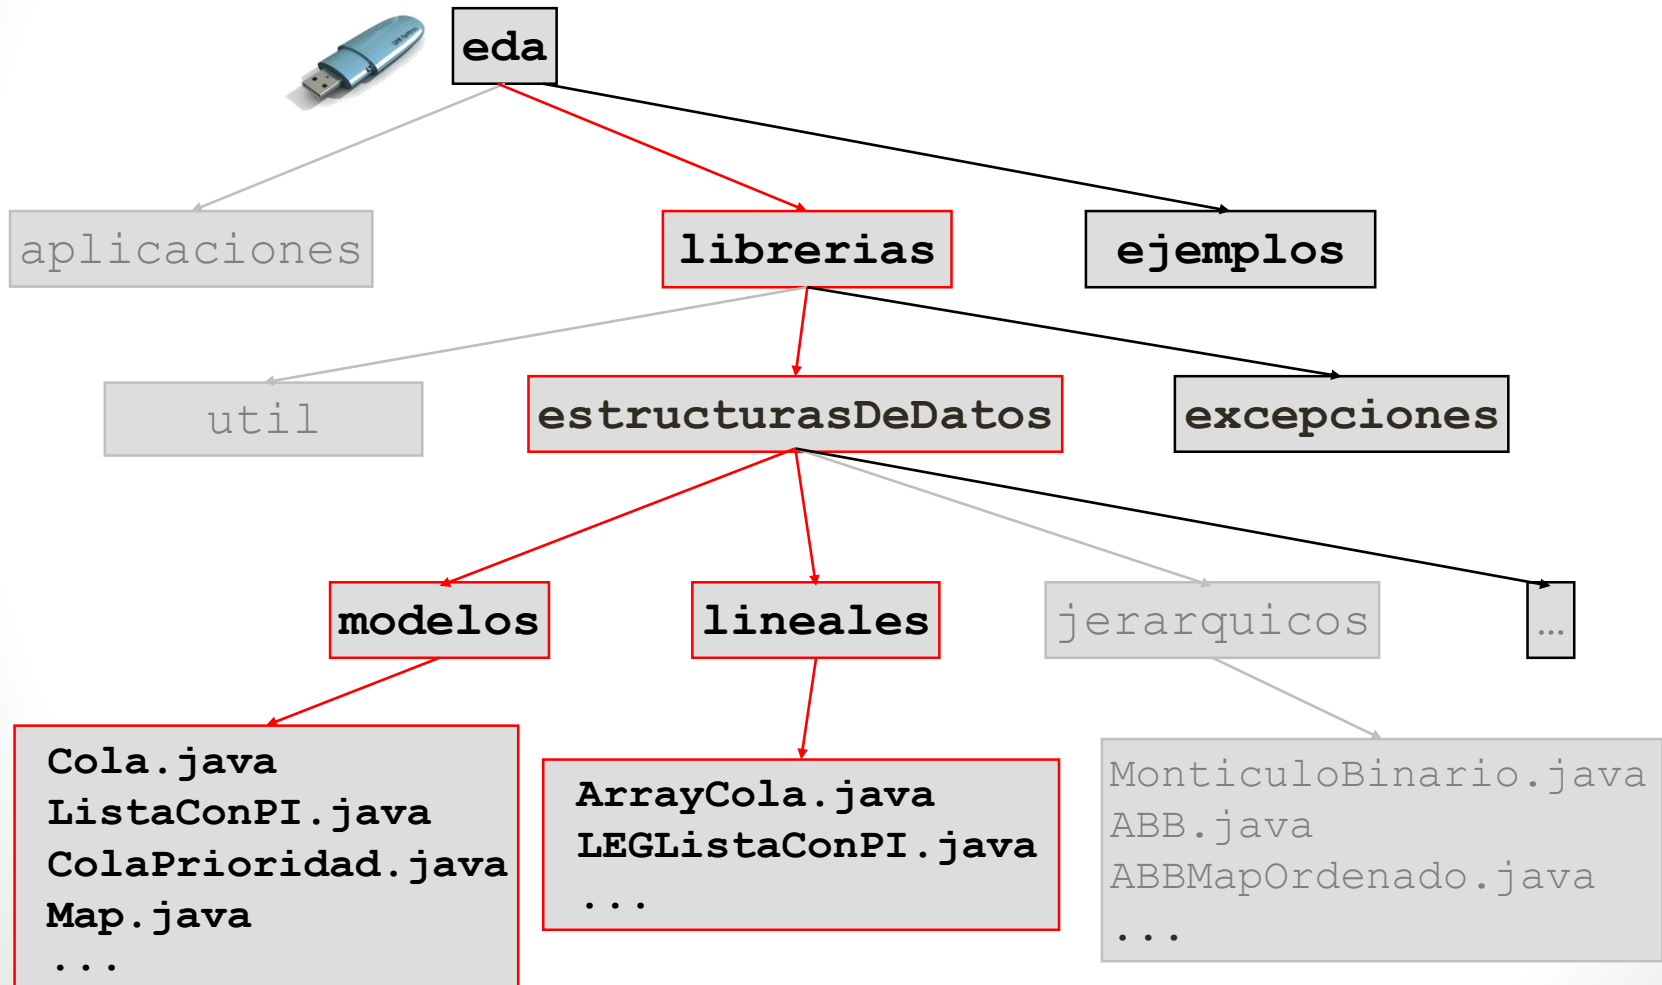 eda
aplicaciones
librerias
ejemplos
util
estructurasDeDatos
excepciones
modelos
lineales
jerarquicos
...
Cola.java
ListaConPI.java
ColaPrioridad.java
Map.java
...
ArrayCola.java
LEGListaConPI.java
...
MonticuloBinario.java
ABB.java
ABBMapOrdenado.java
...